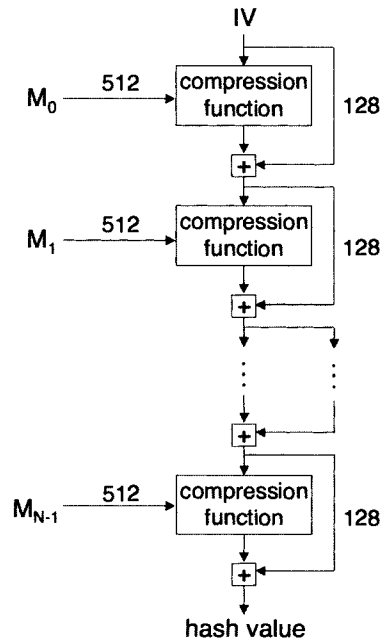 IV
512
M0
compression
function
128
+
512
M1
compression
function
128
+
+
512
MN-1
compression
function
128
+
hash value